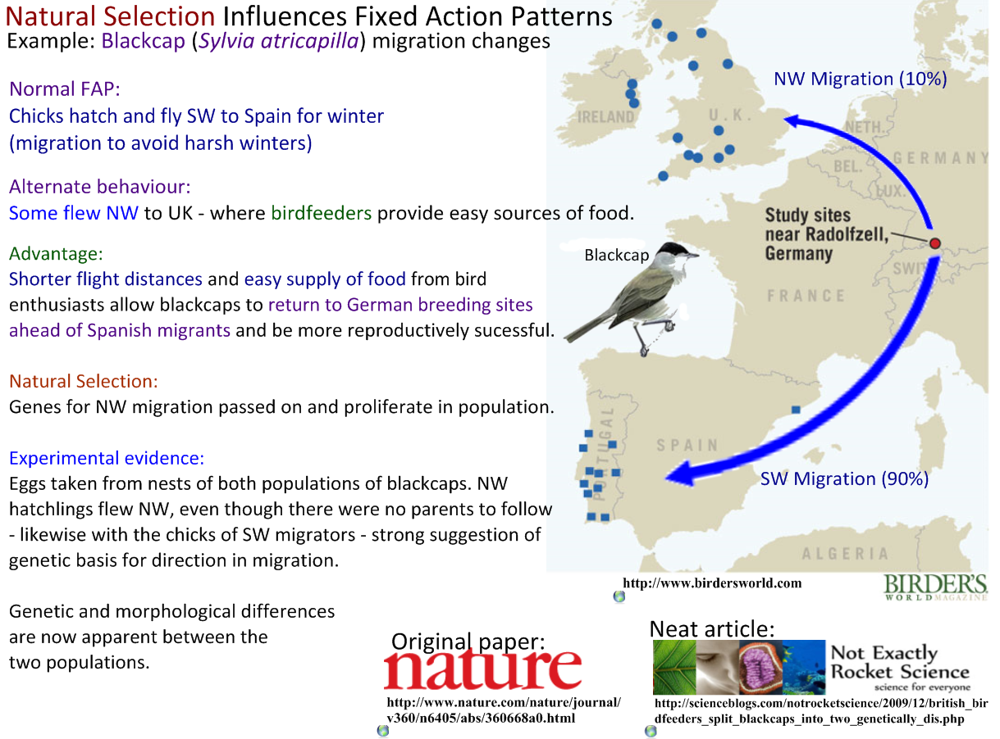 Natural Selection Influences Fixed Action Patterns
Example: Blackcap (Sylvia atricapilla) migration changes
Normal FAP:
Chicks hatch and fly SW to Spain for winter
(migration to avoid harsh winters)
Alternate behaviour:
Some flew NW to UK - where birdfeeders provide easy sources of food.
Advantage:
Shorter flight distances and easy supply of food from bird
enthusiasts allow blackcaps to return to German breeding sites
ahead of Spanish migrants and be more reproductively sucessful.
Natural Selection:
Genes for NW migration passed on and proliferate in population.
Experimental evidence:
Eggs taken from nests of both populations of blackcaps. NW
hatchlings flew NW, even though there were no parents to follow
- likewise with the chicks of SW migrators - strong suggestion of
genetic basis for direction in migration.
Genetic and morphological differences
are now apparent between the
two populations.
NW Migration (10%)
IRELAND
U.K.
NETH.
GERMANY
BEL.
LUX.
Study sites
near Radolfzell,
Germany
Blackcap
SWIT
FRANCE
PORTUGAL
SPAIN
SW Migration (90%)
ALGERIA
http://www.birdersworld.com
BIRDER'S
WORLD MAGAZINE
Original paper:
nature
http://www.nature.com/nature/journal/
v360/n6405/abs/360668a0.html
Neat article:
Not Exactly
Rocket Science
science for everyone
http://scienceblogs.com/notrocketscience/2009/12/british_bir
dfeeders_split_blackcaps_into_two_genetically_dis.php